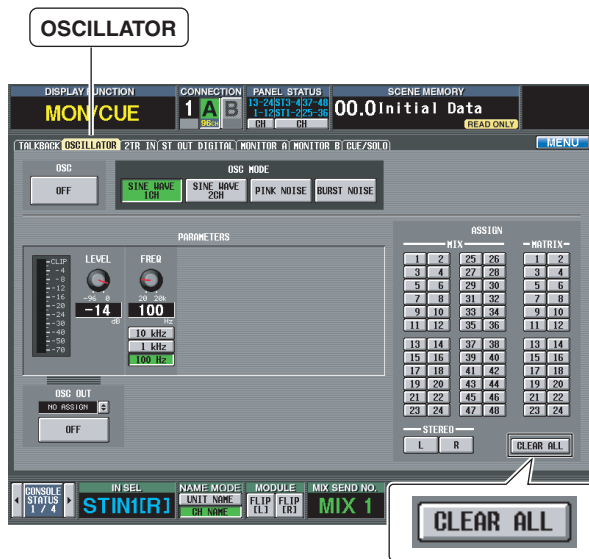 OSCILLATOR
DISPLAY FUNCTION
MON/CUE
CONNECTION
1 A B
96CH
PANEL STATUS
13-24 ST3-4 37-48
1-12 ST1-2 25-36
CH CH
SCENE MEMORY
00.0 Initial Data
READ ONLY
TALKBACK OSCILLATOR 2TR IN ST OUT DIGITAL MONITOR A MONITOR B CUE/SOLO
MENU
OSC
OFF
OSC MODE
SINE WAVE 1CH
SINE WAVE 2CH
PINK NOISE
BURST NOISE
PARAMETERS
CLIP
-4
-8
-12
-16
-20
-24
-30
-40
-50
-70
LEVEL
-96 0
-14
dB
FREQ
20 20k
100
Hz
10 kHz
1 kHz
100 Hz
OSC OUT
NO ASSIGN
OFF
ASSIGN
MIX
1 2 25 26
3 4 27 28
5 6 29 30
7 8 31 32
9 10 33 34
11 12 35 36
13 14 37 38
15 16 39 40
17 18 41 42
19 20 43 44
21 22 45 46
23 24 47 48
MATRIX
1 2
3 4
5 6
7 8
9 10
11 12
13 14
15 16
17 18
19 20
21 22
23 24
STEREO
L R
CLEAR ALL
CONSOLE STATUS 1 / 4
IN SEL
STIN1[R]
NAME MODE
UNIT NAME
CH NAME
MODULE
FLIP [L]
FLIP [R]
MIX SEND NO.
MIX 1
CLEAR ALL